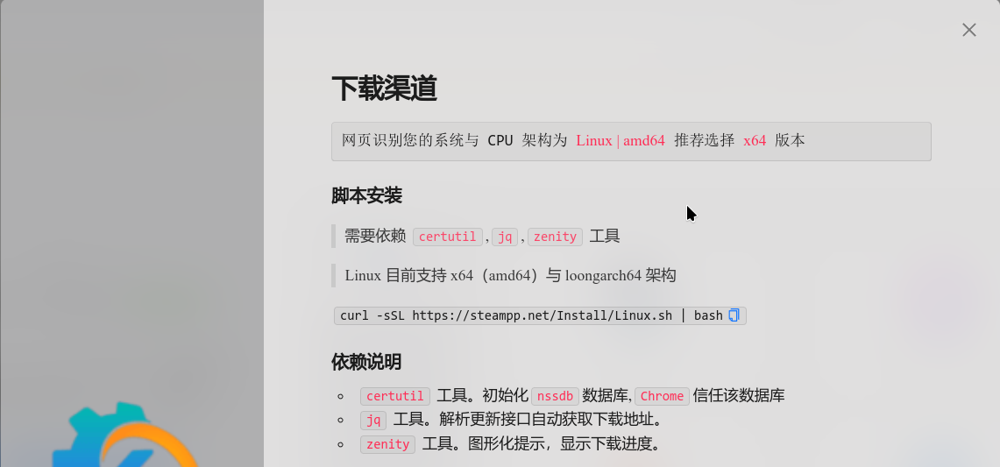 下载渠道
网页识别您的系统与 CPU 架构为 Linux | amd64 推荐选择 x64 版本
脚本安装
需要依赖 certutil , jq , zenity 工具
Linux 目前支持 x64（amd64）与 loongarch64 架构
curl -sSL https://steampp.net/Install/Linux.sh | bash
依赖说明
certutil 工具。初始化 nssdb 数据库, Chrome 信任该数据库
jq 工具。解析更新接口自动获取下载地址。
zenity 工具。图形化提示，显示下载进度。